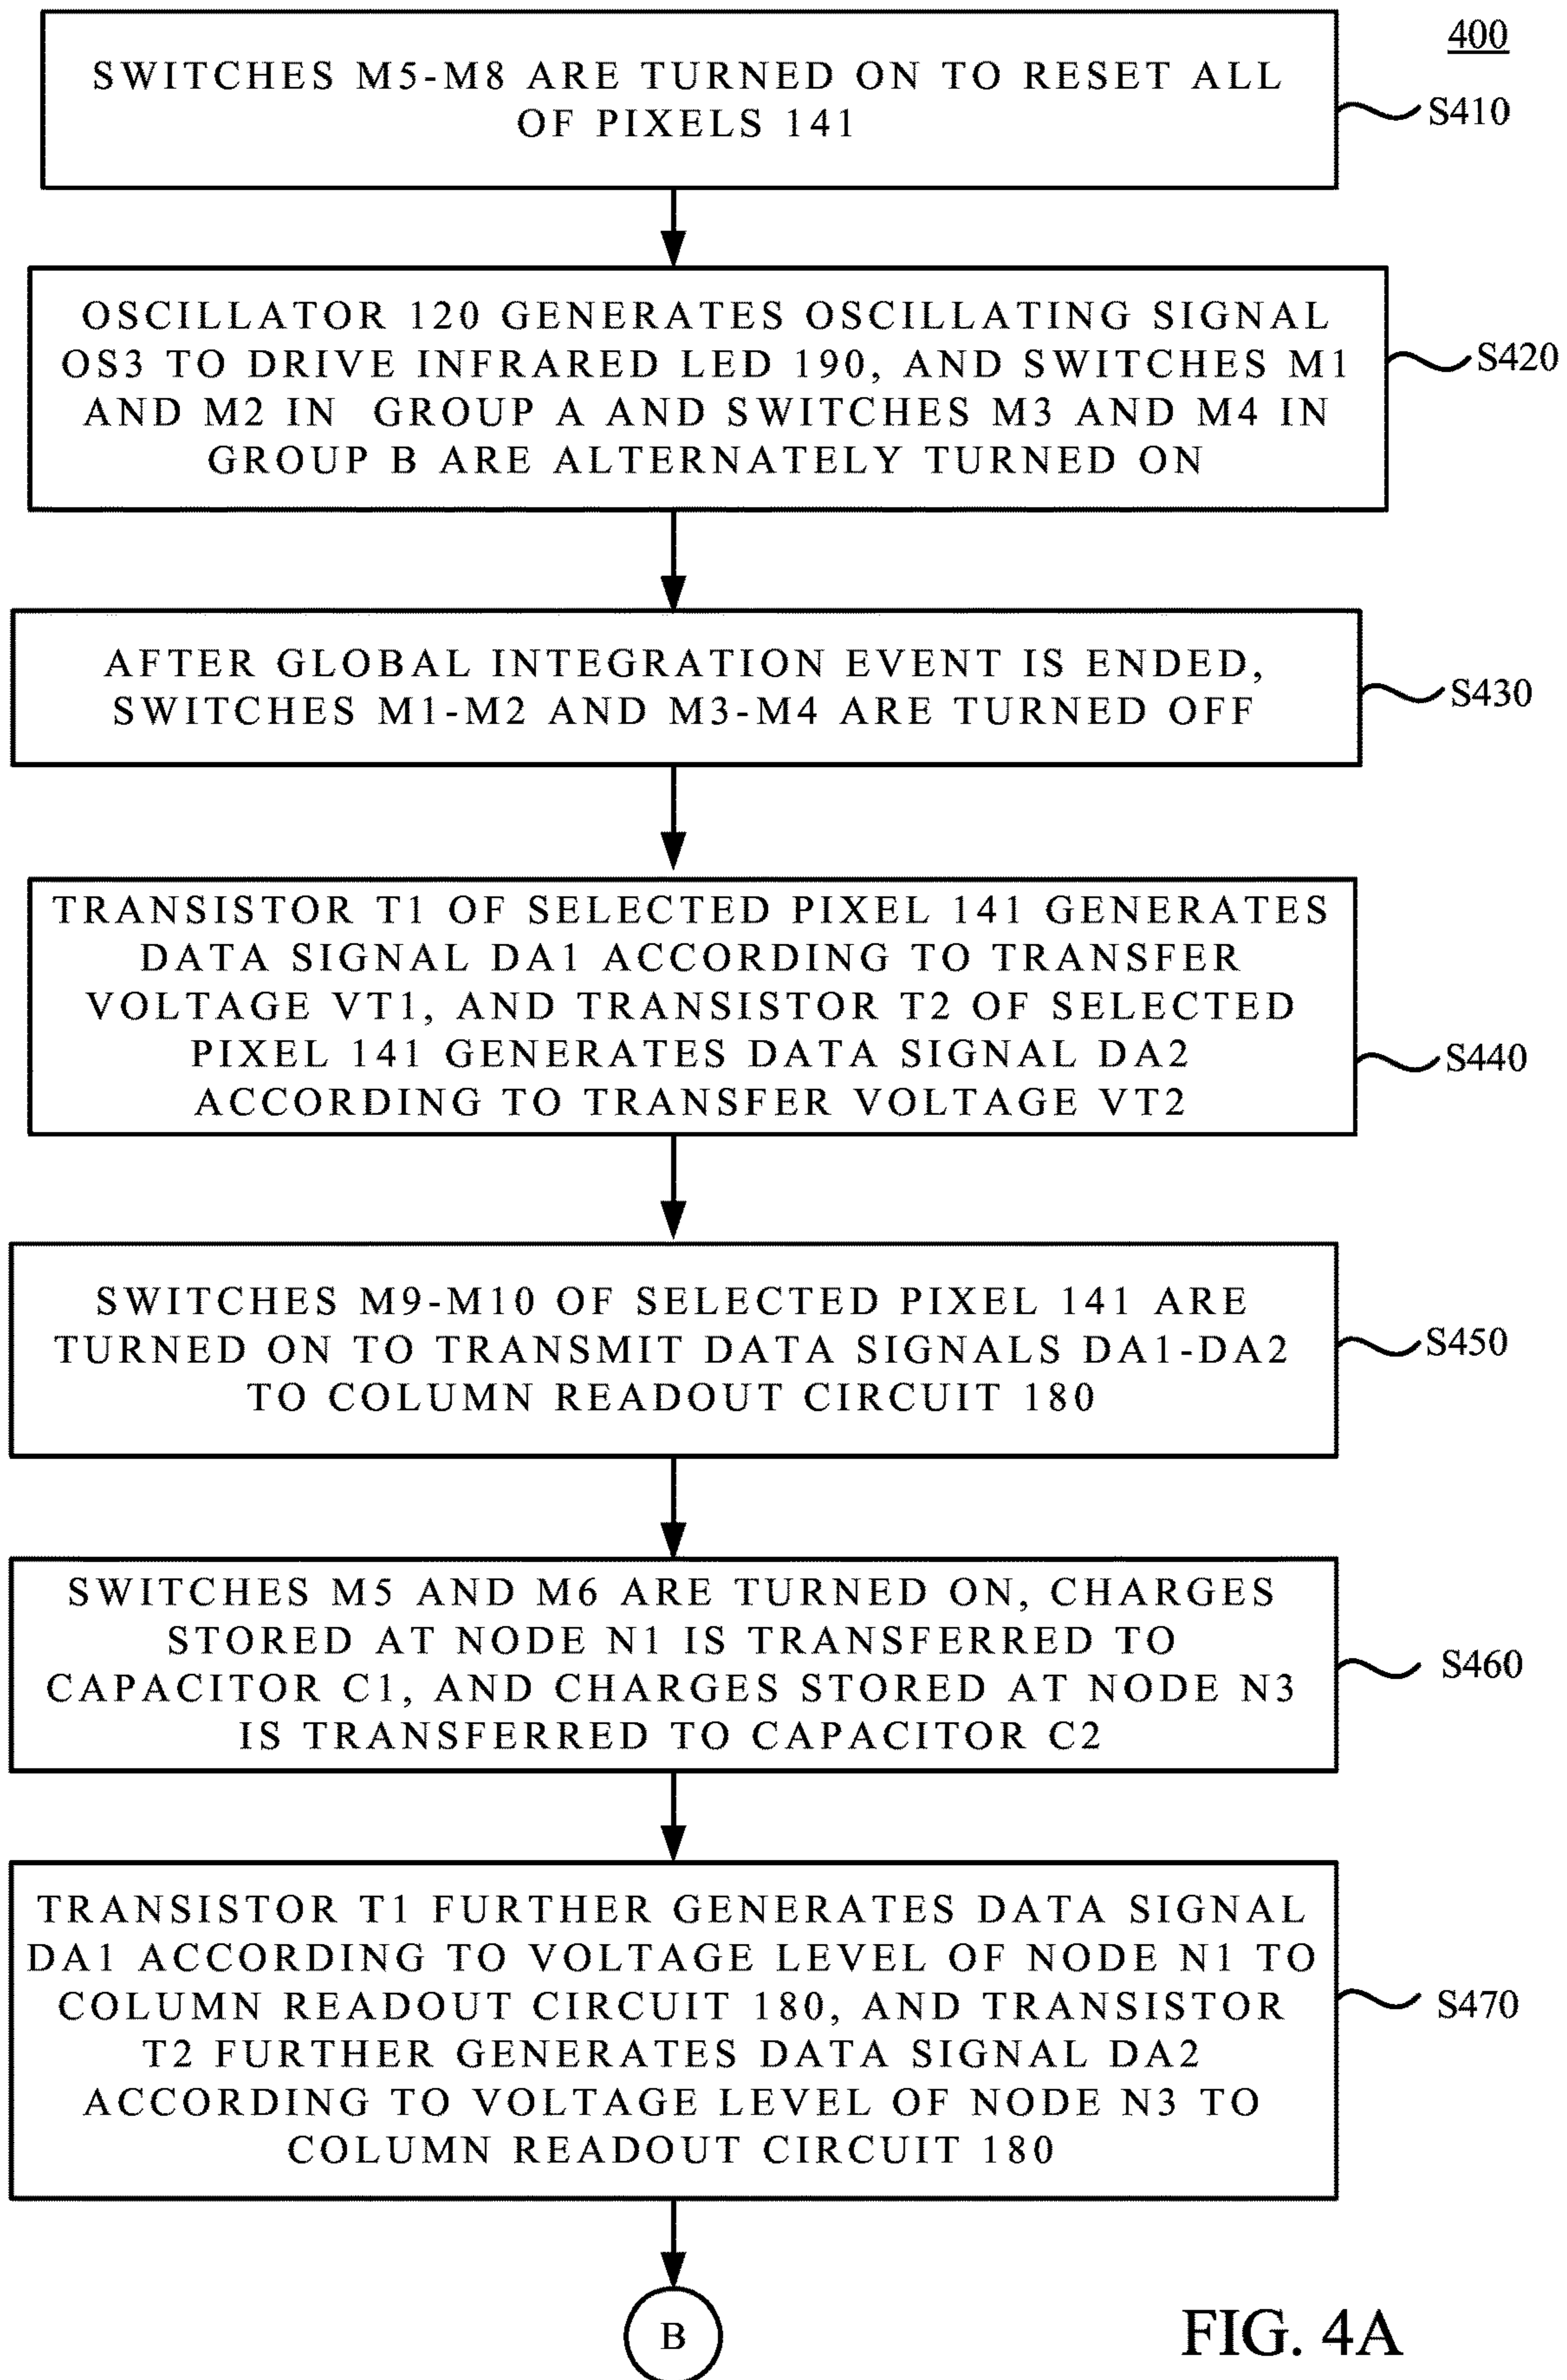 400
SWITCHES M5-M8 ARE TURNED ON TO RESET ALL
OF PIXELS 141
S410
OSCILLATOR 120 GENERATES OSCILLATING SIGNAL
OS3 TO DRIVE INFRARED LED 190, AND SWITCHES M1
AND M2 IN GROUP A AND SWITCHES M3 AND M4 IN
GROUP B ARE ALTERNATELY TURNED ON
S420
AFTER GLOBAL INTEGRATION EVENT IS ENDED,
SWITCHES M1-M2 AND M3-M4 ARE TURNED OFF
S430
TRANSISTOR T1 OF SELECTED PIXEL 141 GENERATES
DATA SIGNAL DA1 ACCORDING TO TRANSFER
VOLTAGE VT1, AND TRANSISTOR T2 OF SELECTED
PIXEL 141 GENERATES DATA SIGNAL DA2
ACCORDING TO TRANSFER VOLTAGE VT2
S440
SWITCHES M9-M10 OF SELECTED PIXEL 141 ARE
TURNED ON TO TRANSMIT DATA SIGNALS DA1-DA2
TO COLUMN READOUT CIRCUIT 180
S450
SWITCHES M5 AND M6 ARE TURNED ON, CHARGES
STORED AT NODE N1 IS TRANSFERRED TO
CAPACITOR C1, AND CHARGES STORED AT NODE N3
IS TRANSFERRED TO CAPACITOR C2
S460
TRANSISTOR T1 FURTHER GENERATES DATA SIGNAL
DA1 ACCORDING TO VOLTAGE LEVEL OF NODE N1 TO
COLUMN READOUT CIRCUIT 180, AND TRANSISTOR
T2 FURTHER GENERATES DATA SIGNAL DA2
ACCORDING TO VOLTAGE LEVEL OF NODE N3 TO
COLUMN READOUT CIRCUIT 180
S470
B
FIG. 4A